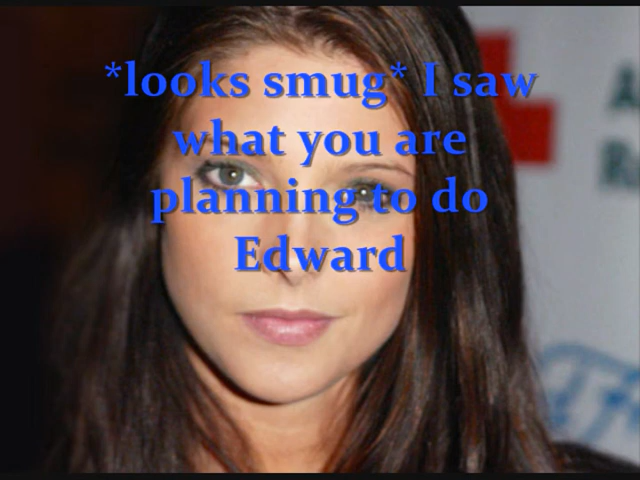 *looks smug* I saw
what you are
planning to do
Edward